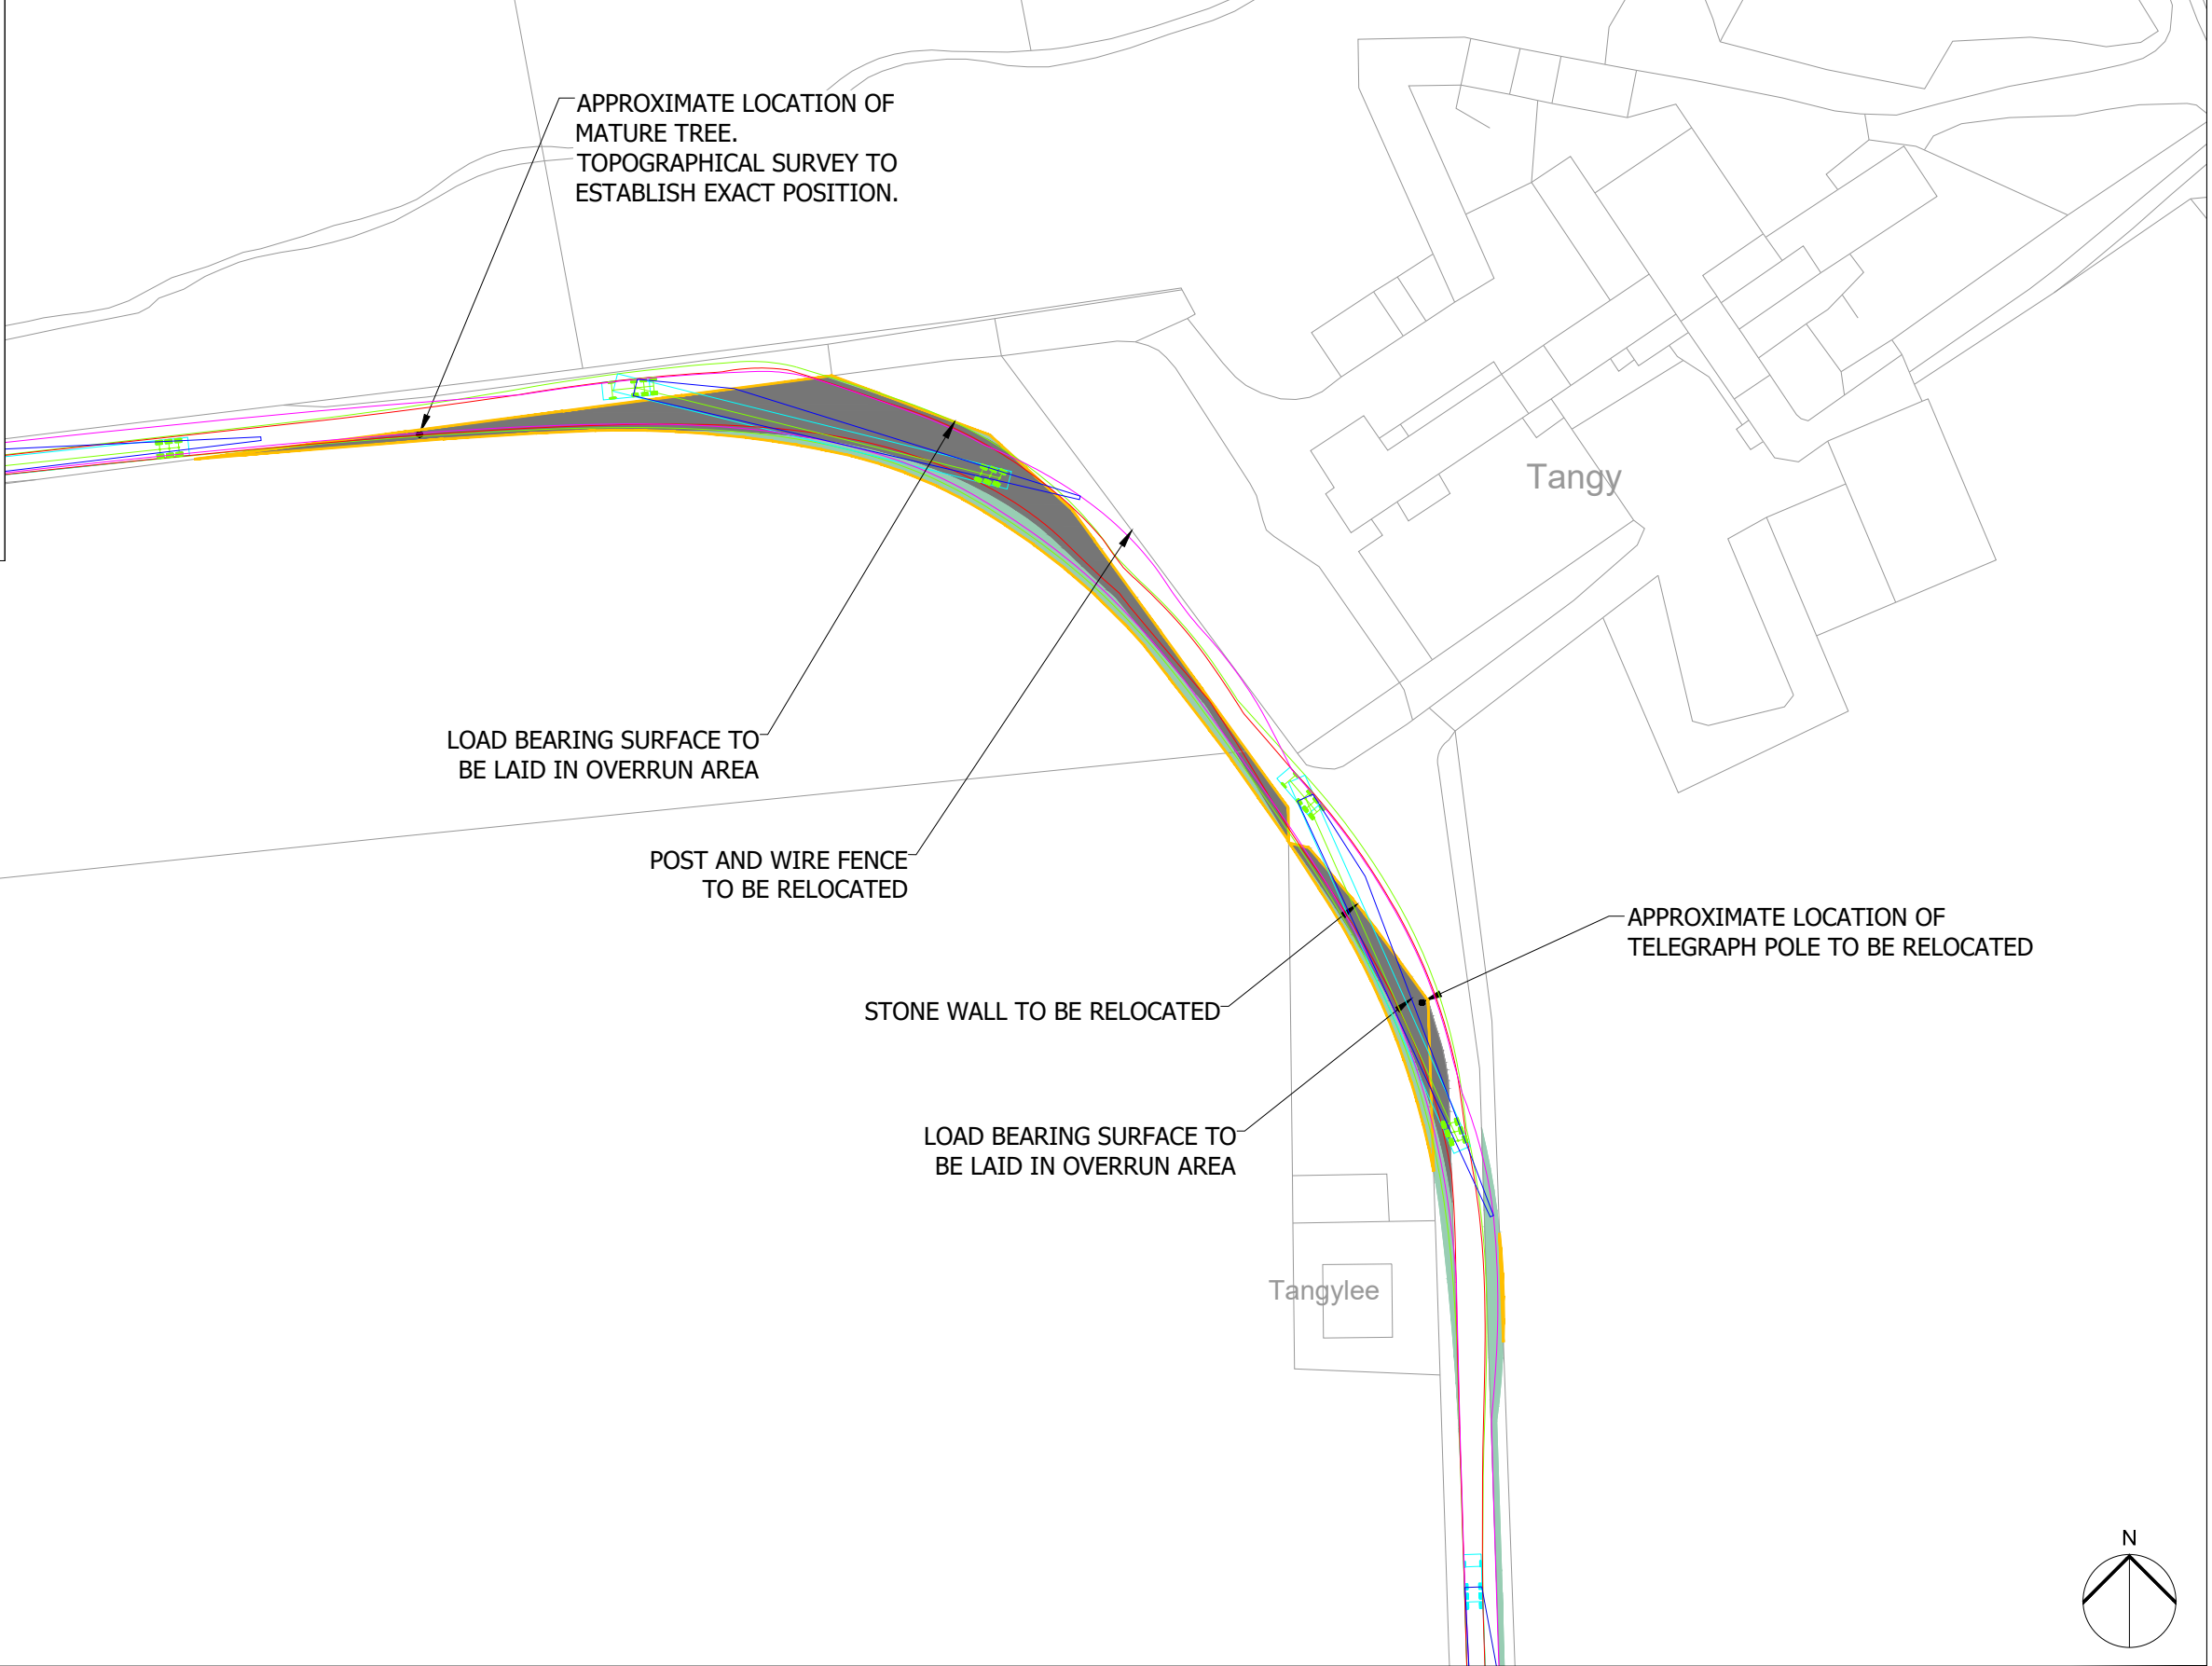 APPROXIMATE LOCATION OF
MATURE TREE.
TOPOGRAPHICAL SURVEY TO
ESTABLISH EXACT POSITION.
Tangy
LOAD BEARING SURFACE TO
BE LAID IN OVERRUN AREA
POST AND WIRE FENCE
TO BE RELOCATED
APPROXIMATE LOCATION OF
TELEGRAPH POLE TO BE RELOCATED
STONE WALL TO BE RELOCATED
LOAD BEARING SURFACE TO
BE LAID IN OVERRUN AREA
Tangylee
N